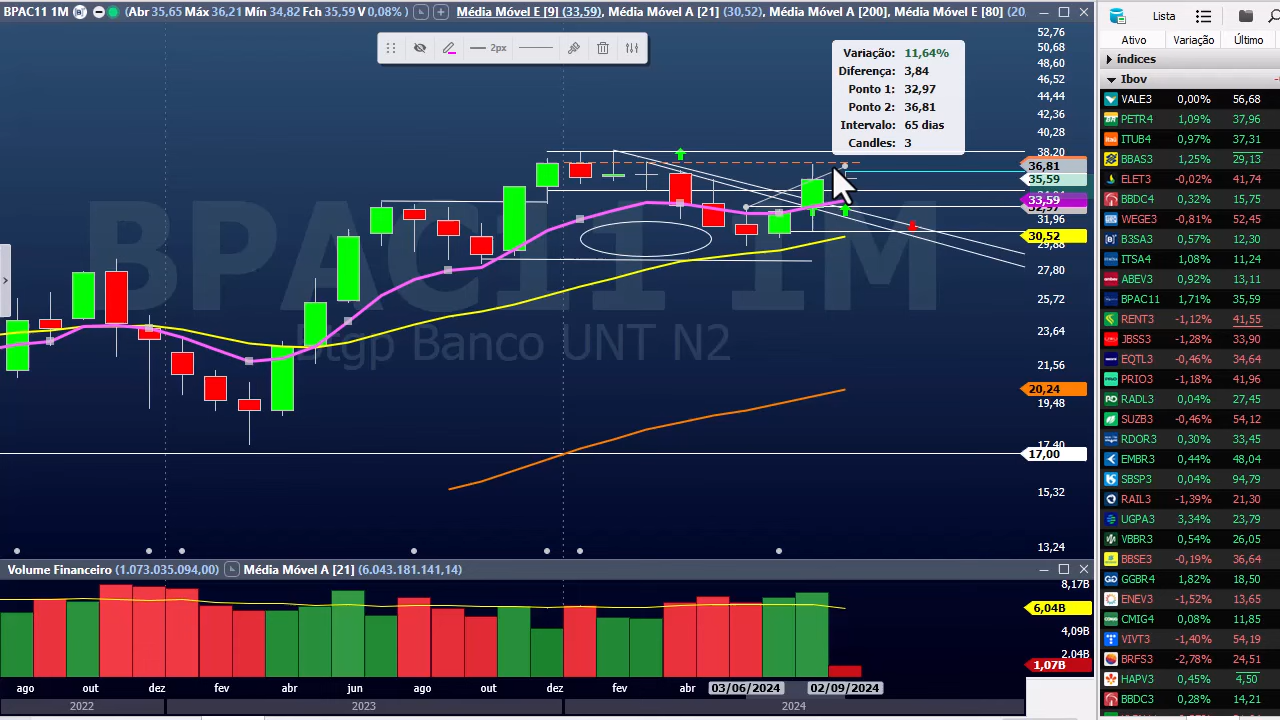 BPAC11 1M Abr 35,65 Máx 36,21 Mín 34,82 Fch 35,59 V 0,08% Média Móvel E [9] (33,59), Média Móvel A [21] (30,52), Média Móvel A [200], Média Móvel E [80] (20,
2px
Variação: 11,64%
Diferença: 3,84
Ponto 1: 32,97
Ponto 2: 36,81
Intervalo: 65 dias
Candles: 3
BPAC11 1M
Btgp Banco UNT N2
52,76
50,68
48,60
46,52
44,44
42,36
40,28
38,20
36,81
35,59
33,59
31,96
30,52
29,88
27,80
25,72
23,64
21,56
20,24
19,48
17,40
17,00
15,32
13,24
Volume Financeiro (1.073.035.094,00) Média Móvel A [21] (6.043.181.141,14)
8,17B
6,04B
4,09B
2,04B
1,07B
ago out dez fev abr jun ago out dez fev abr 03/06/2024 02/09/2024
2022 2023 2024
Lista
Ativo Variação Último
índices
Ibov
VALE3 0,00% 56,68
PETR4 1,09% 37,96
ITUB4 0,97% 37,31
BBAS3 1,25% 29,13
ELET3 -0,02% 41,74
BBDC4 0,32% 15,75
WEGE3 -0,81% 52,45
B3SA3 0,57% 12,30
ITSA4 1,08% 11,24
ABEV3 0,92% 13,11
BPAC11 1,71% 35,59
RENT3 -1,12% 41,55
JBSS3 -1,28% 33,90
EQTL3 -0,46% 34,64
PRIO3 -1,18% 41,96
RADL3 0,04% 27,45
SUZB3 -0,46% 54,12
RDOR3 0,30% 33,45
EMBR3 0,44% 48,04
SBSP3 0,54% 94,79
RAIL3 -1,39% 21,30
UGPA3 3,34% 23,79
VBBR3 0,54% 26,05
BBSE3 -0,19% 36,64
GGBR4 1,82% 18,50
ENEV3 -1,52% 13,65
CMIG4 0,08% 11,85
VIVT3 -1,40% 54,19
BRFS3 -2,78% 24,51
HAPV3 0,45% 4,50
BBDC3 0,28% 14,21